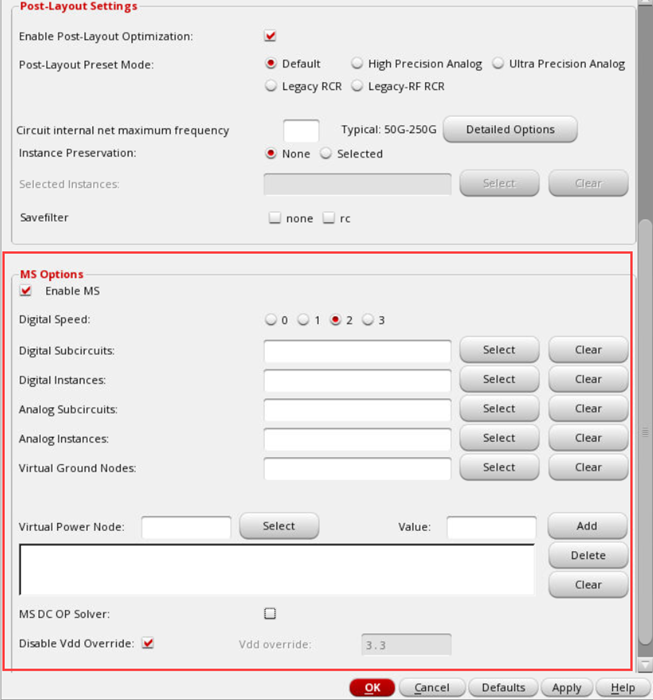 Post-Layout Settings
Enable Post-Layout Optimization:
Post-Layout Preset Mode: Default High Precision Analog Ultra Precision Analog
Legacy RCR Legacy-RF RCR
Circuit internal net maximum frequency Typical: 50G-250G Detailed Options
Instance Preservation: None Selected
Selected Instances: Select Clear
Savefilter none rc
MS Options
Enable MS
Digital Speed: 0 1 2 3
Digital Subcircuits: Select Clear
Digital Instances: Select Clear
Analog Subcircuits: Select Clear
Analog Instances: Select Clear
Virtual Ground Nodes: Select Clear
Virtual Power Node: Select Value: Add
Delete
Clear
MS DC OP Solver:
Disable Vdd Override: Vdd override: 3.3
OK Cancel Defaults Apply Help